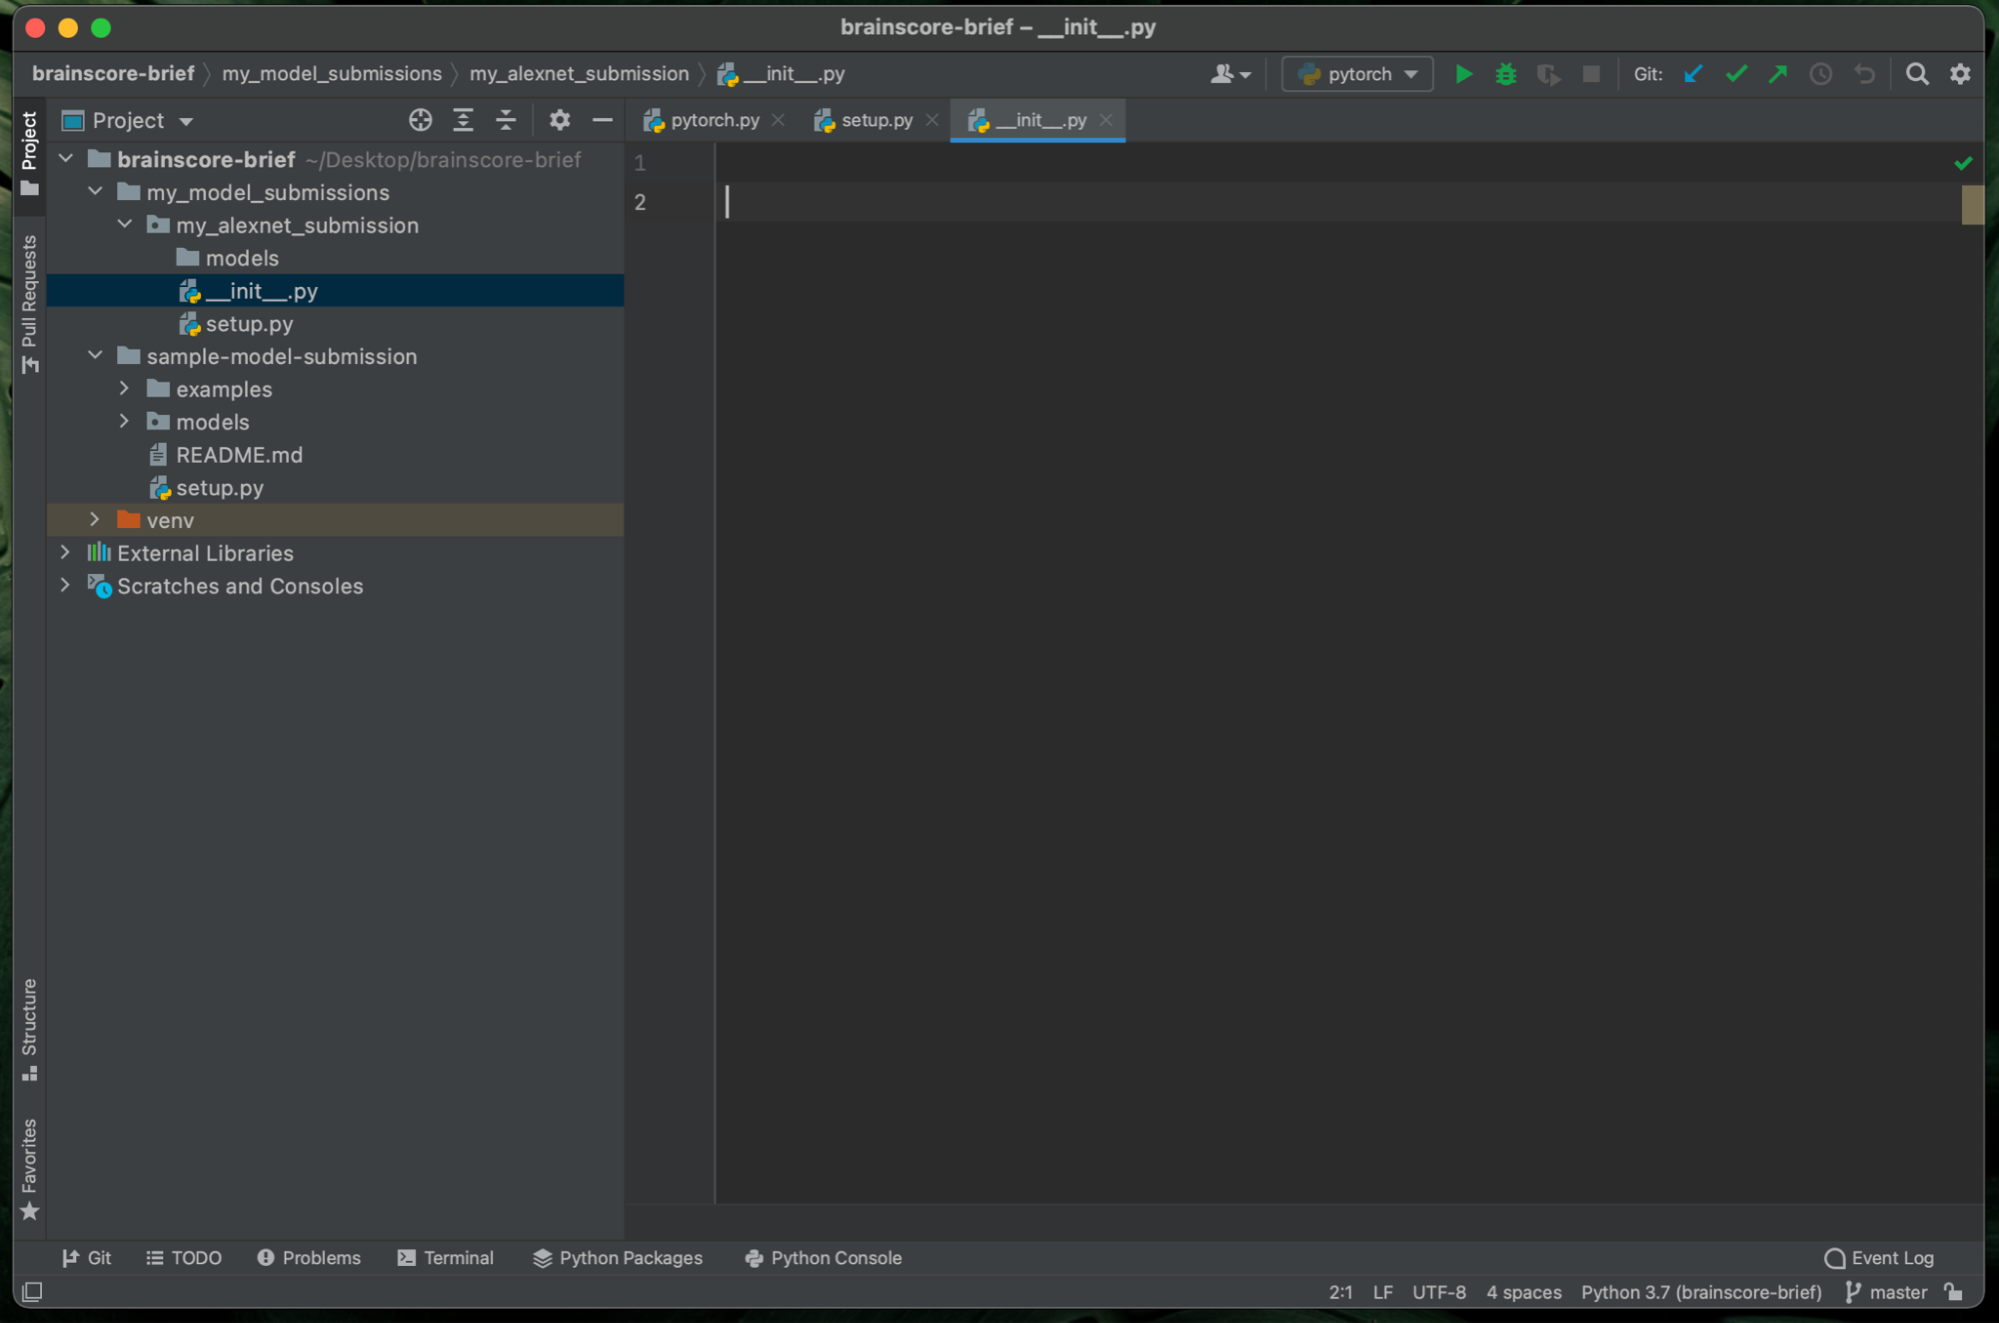 brainscore-brief – __init__.py
brainscore-brief my_model_submissions my_alexnet_submission __init__.py pytorch Git:
Project pytorch.py setup.py __init__.py
brainscore-brief ~/Desktop/brainscore-brief
my_model_submissions
my_alexnet_submission
models
__init__.py
setup.py
sample-model-submission
examples
models
README.md
setup.py
venv
External Libraries
Scratches and Consoles
1
2
Project
Pull Requests
Structure
Favorites
Git TODO Problems Terminal Python Packages Python Console Event Log
2:1 LF UTF-8 4 spaces Python 3.7 (brainscore-brief) master